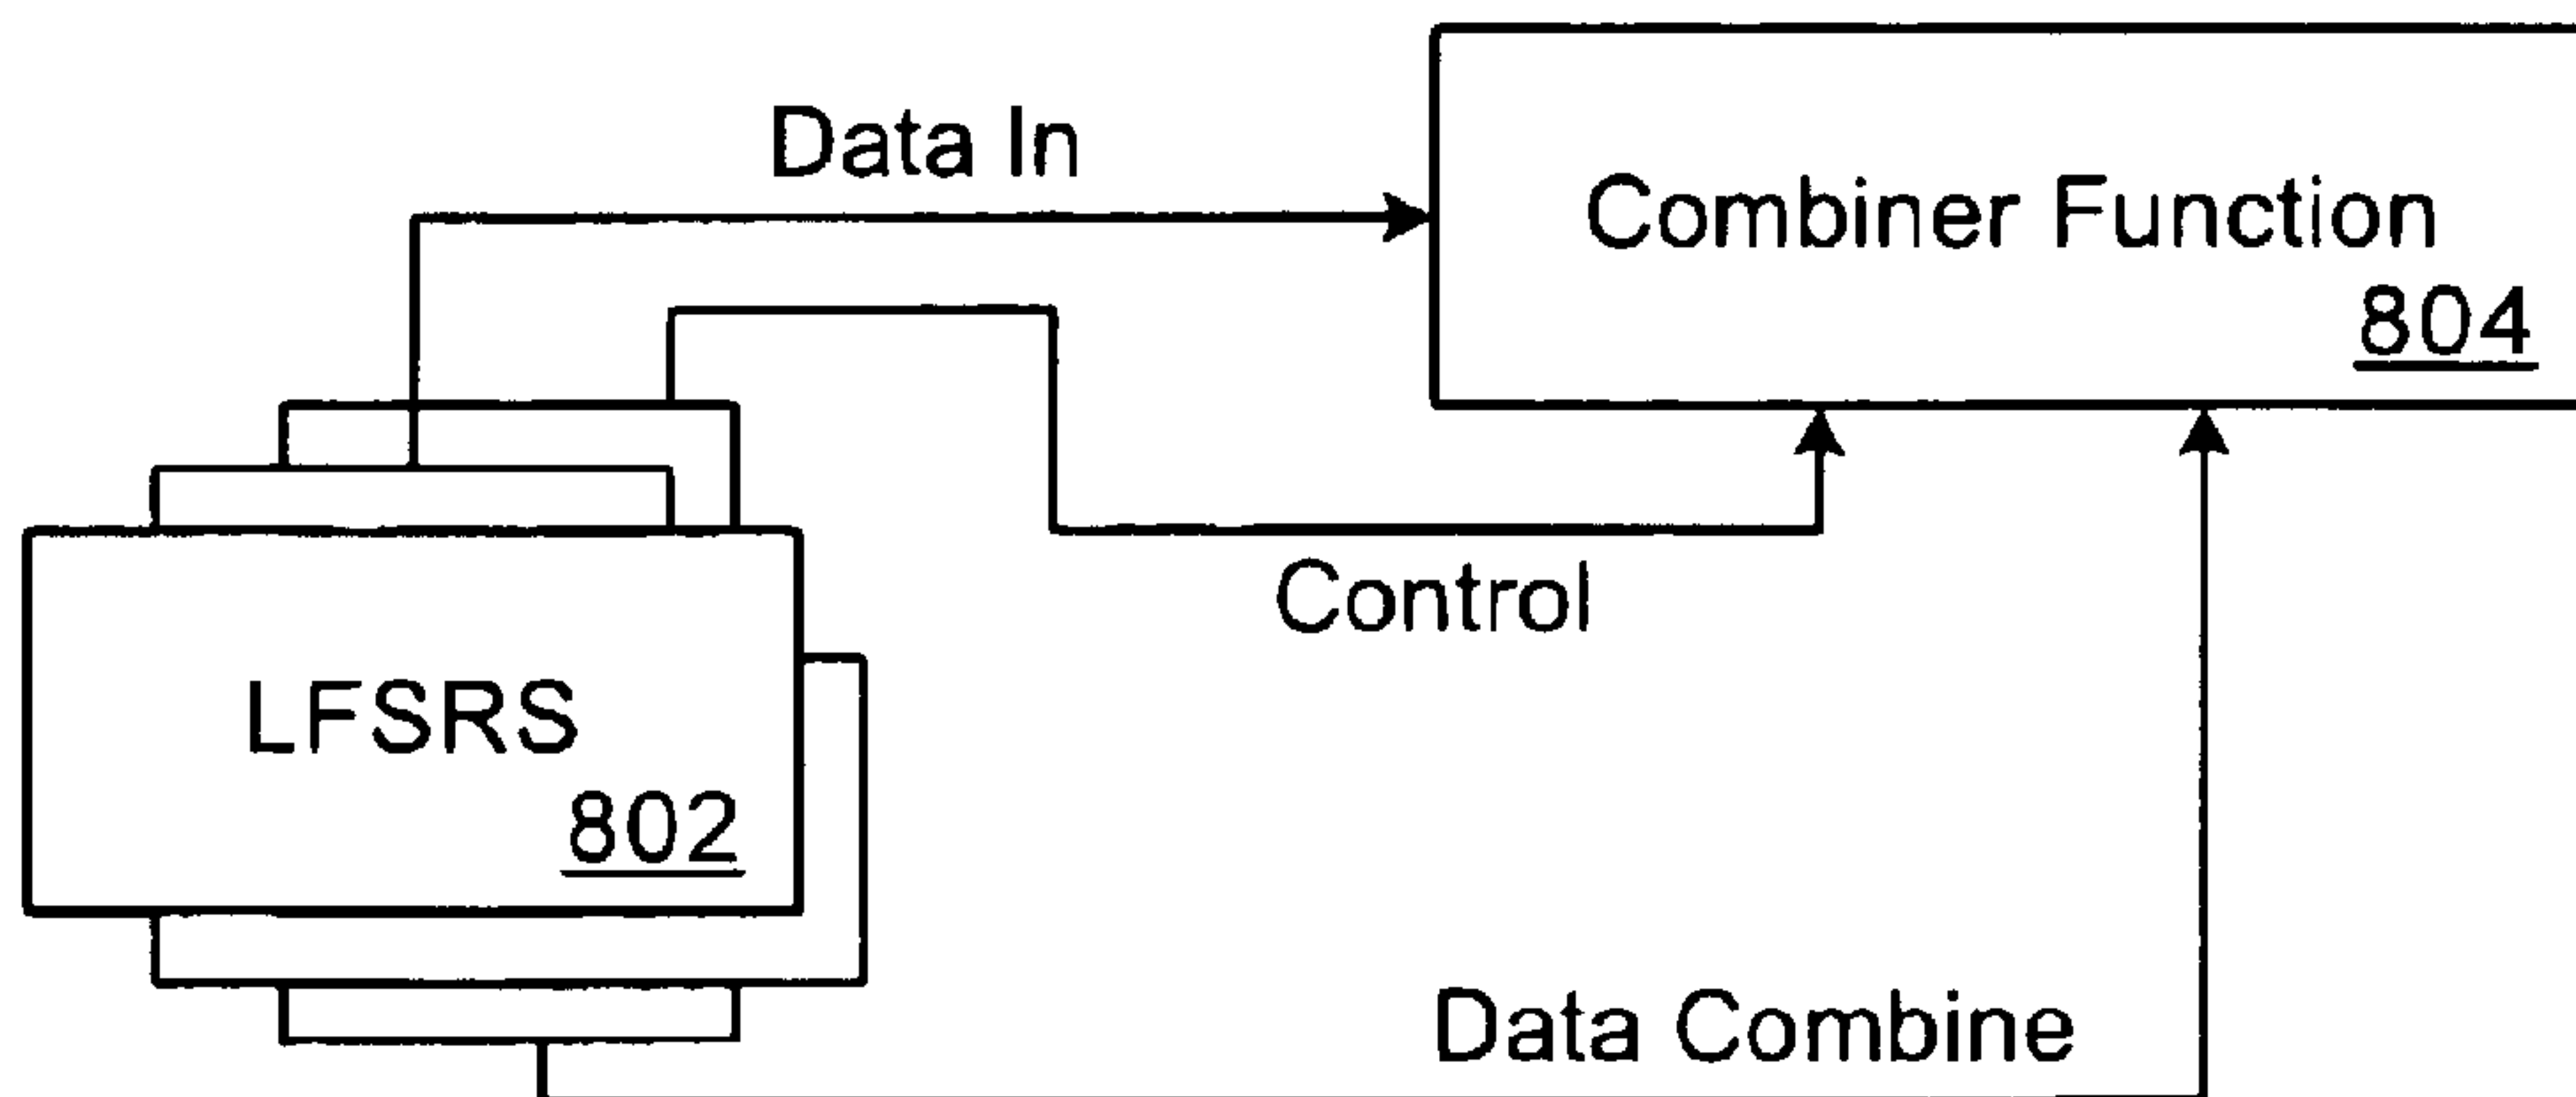 Data In
Combiner Function
804
Control
LFSRS
802
Data Combine